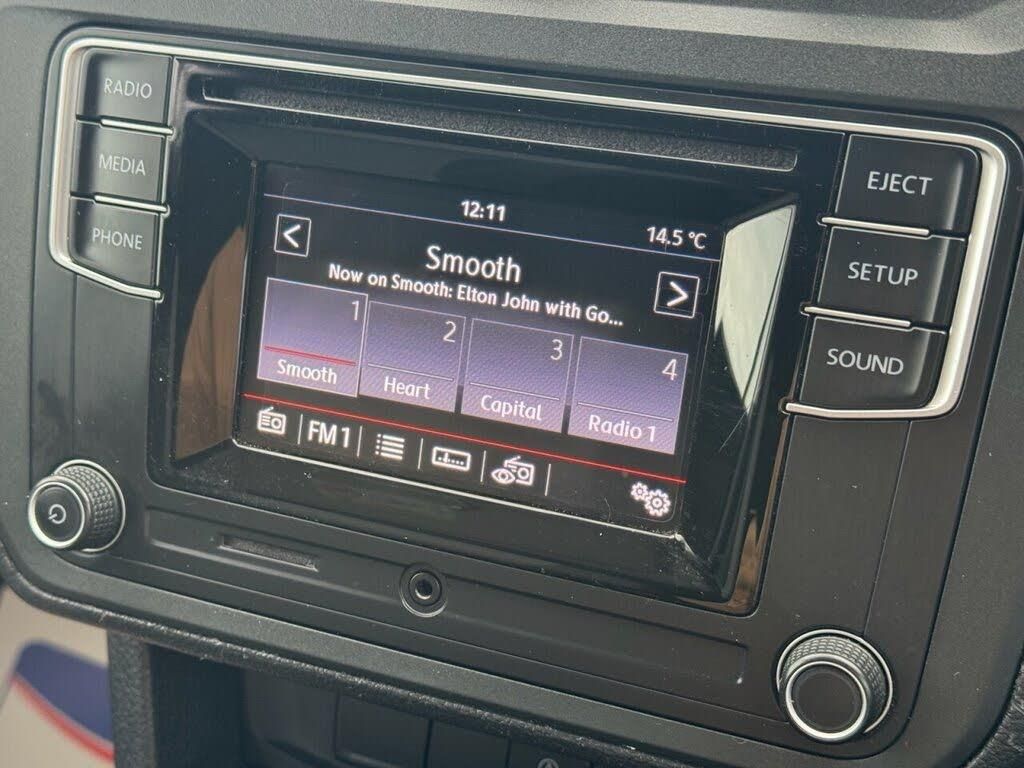 RADIO
MEDIA
PHONE
EJECT
SETUP
SOUND
12:11
14.5 °C
<
Smooth
>
Now on Smooth: Elton John with Go...
1
2
3
4
Smooth
Heart
Capital
Radio 1
FM1